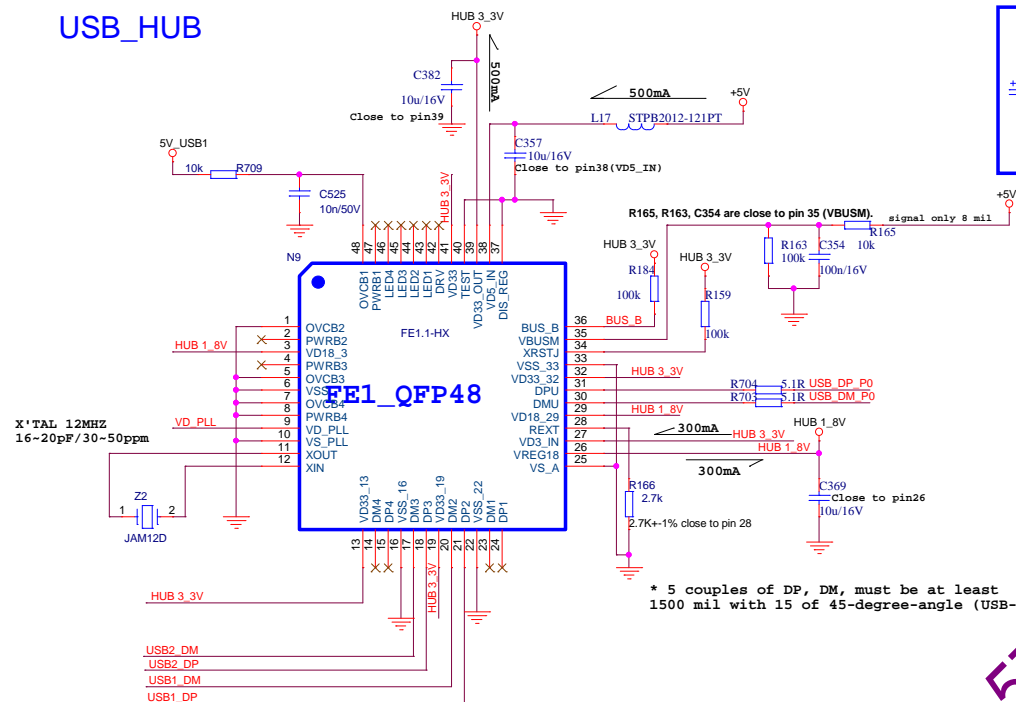 USB_HUB
HUB 3_3V
500mA
C382
10u/16V
Close to pin39
500mA
+5V
L17 STPB2012-121PT
C357
10u/16V
Close to pin38(VD5_IN)
5V_USB1
10k R709
C525
10n/50V
HUB 3_3V
R165, R163, C354 are close to pin 35 (VBUSM).
signal only 8 mil
+5V
R165
10k
R163
100k
C354
100n/16V
HUB 3_3V
R184
100k
HUB 3_3V
R159
100k
N9
48 47 46 45 44 43 42 41 40 39 38 37
OVCB1
PWRB1
LED4
LED3
LED2
LED1
DRV
VD33
TEST
VD33_OUT
VD5_IN
DIS_REG
FE1.1-HX
FE1_QFP48
1 OVCB2
2 PWRB2
HUB 1_8V
3 VD18_3
4 PWRB3
5 OVCB3
6 VSS
7 OVCB4
8 PWRB4
VD_PLL
9 VD_PLL
10 VS_PLL
11 XOUT
12 XIN
BUS_B 36 BUS_B
VBUSM 35
XRSTJ 34
VSS_33 33
VD33_32 32 HUB 3_3V
DPU 31
DMU 30
VD18_29 29 HUB 1_8V
REXT 28
VD3_IN 27 HUB 3_3V
VREG18 26 HUB 1_8V
VS_A 25
R704 5.1R USB_DP_P0
R703 5.1R USB_DM_P0
300mA
HUB 1_8V
300mA
C369
Close to pin26
10u/16V
R166
2.7k
2.7K+-1% close to pin 28
X'TAL 12MHZ
16~20pF/30~50ppm
Z2
1 2
JAM12D
VD33_13
DM4
DP4
VSS_16
DM3
DP3
VD33_19
DM2
DP2
VSS_22
DM1
DP1
13 14 15 16 17 18 19 20 21 22 23 24
HUB 3_3V
HUB 3_3V
USB2_DM
USB2_DP
USB1_DM
USB1_DP
* 5 couples of DP, DM, must be at least
1500 mil with 15 of 45-degree-angle (USB-